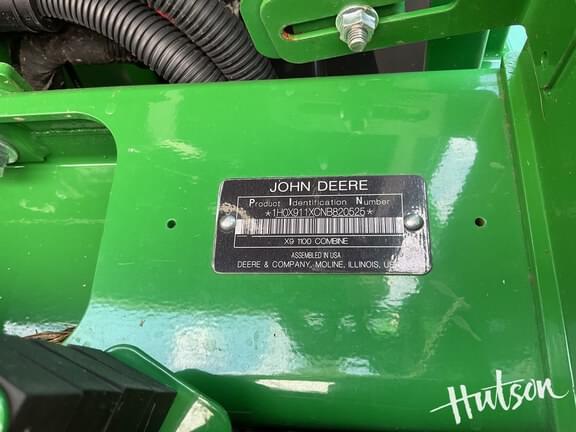 JOHN DEERE
Product Identification Number
*1H0X911XCNB820525*
X9 1100 COMBINE
ASSEMBLED IN USA
DEERE & COMPANY, MOLINE, ILLINOIS,
Hutson